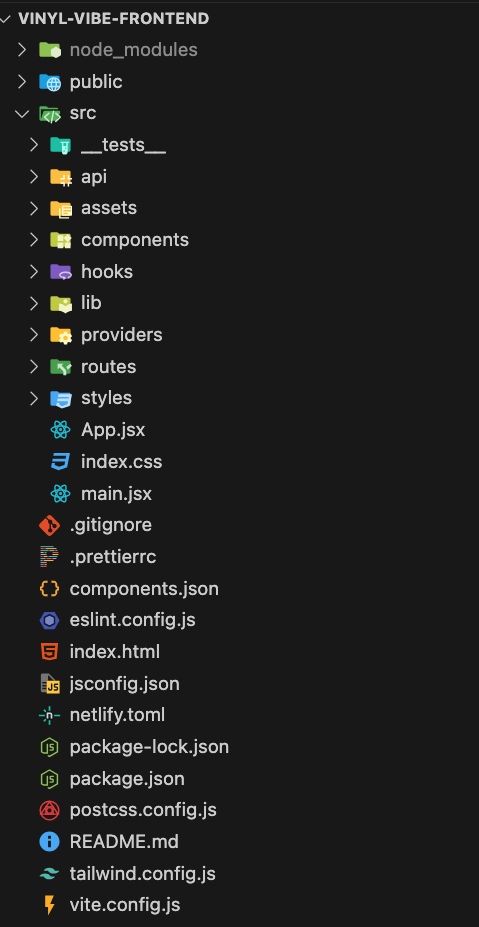 VINYL-VIBE-FRONTEND
node_modules
public
src
__tests__
api
assets
components
hooks
lib
providers
routes
styles
App.jsx
index.css
main.jsx
.gitignore
.prettierrc
components.json
eslint.config.js
index.html
jsconfig.json
netlify.toml
package-lock.json
package.json
postcss.config.js
README.md
tailwind.config.js
vite.config.js